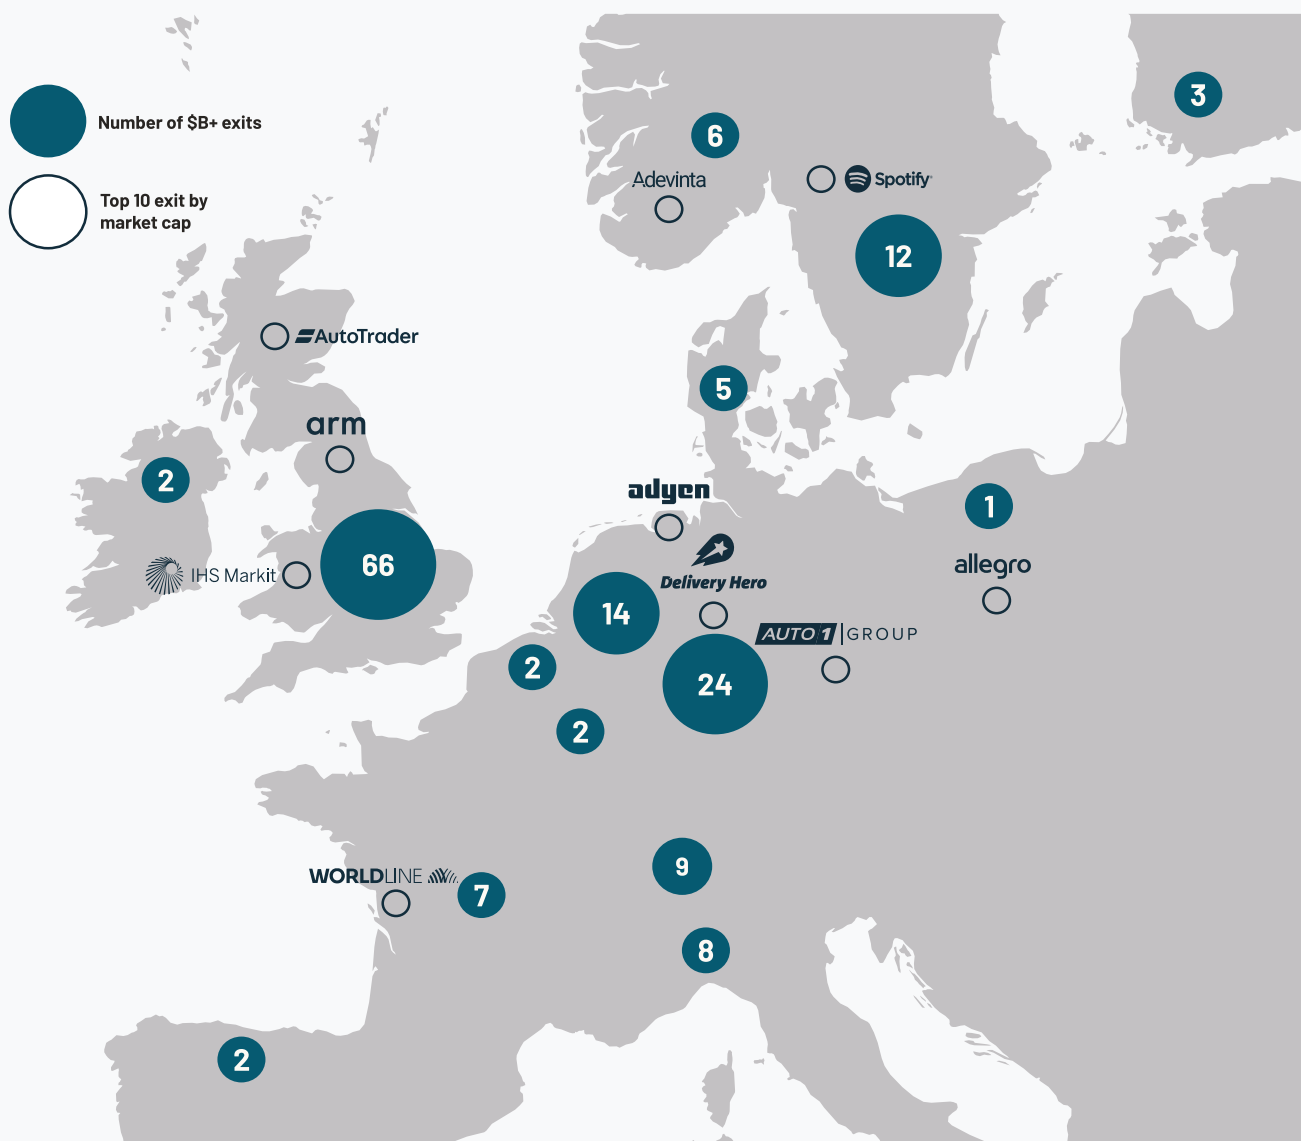 Number of $B+ exits
Top 10 exit by
market cap
3
6
Adevinta
Spotify
12
AutoTrader
5
arm
2
adyen
1
66
IHS Markit
Delivery Hero
allegro
14
AUTO1 GROUP
2
24
2
9
WORLDLINE
7
8
2